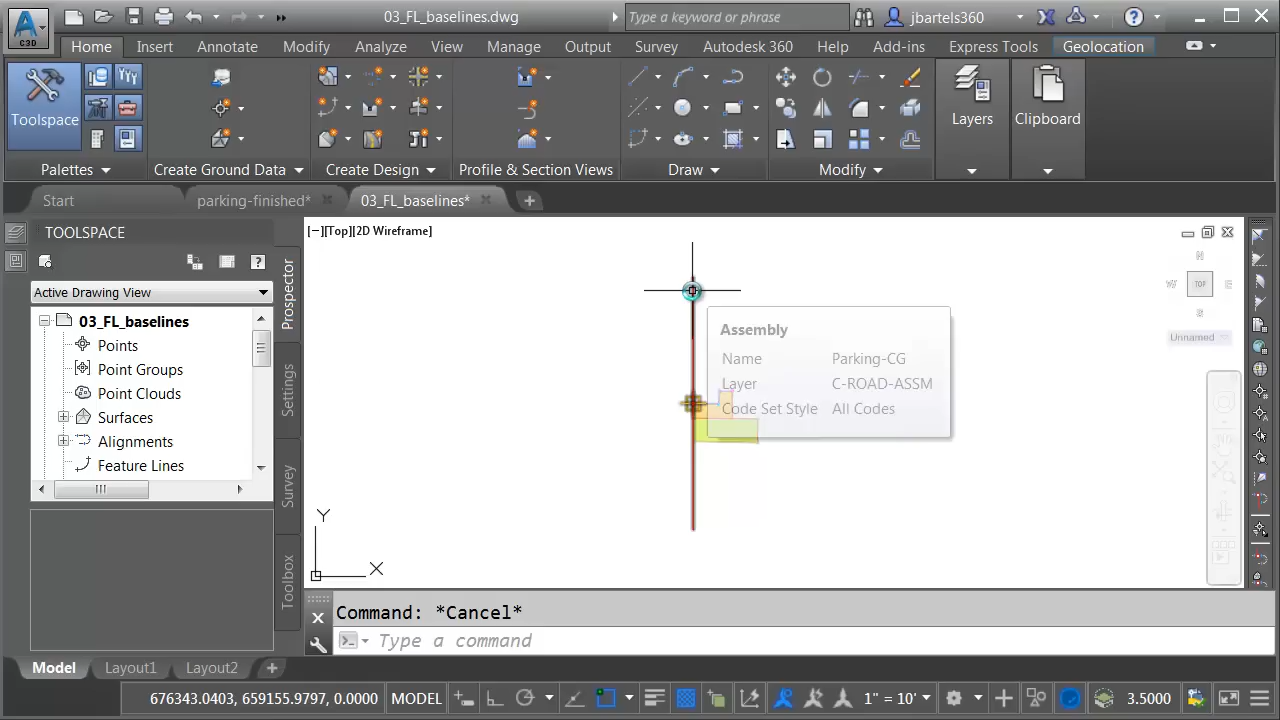 03_FL_baselines.dwg
Type a keyword or phrase
jbartels360
C3D
Home Insert Annotate Modify Analyze View Manage Output Survey Autodesk 360 Help Add-ins Express Tools Geolocation
Toolspace
Layers
Clipboard
Palettes Create Ground Data Create Design Profile & Section Views Draw Modify
Start parking-finished* 03_FL_baselines*
TOOLSPACE
[−][Top][2D Wireframe]
Active Drawing View
03_FL_baselines
Points
Point Groups
Point Clouds
Surfaces
Alignments
Feature Lines
Prospector
Settings
Survey
Toolbox
N
W TOP E
S
Unnamed
Assembly
Name Parking-CG
Layer C-ROAD-ASSM
Code Set Style All Codes
Y
X
Command: *Cancel*
Type a command
Model Layout1 Layout2
676343.0403, 659155.9797, 0.0000 MODEL 1" = 10' 3.5000